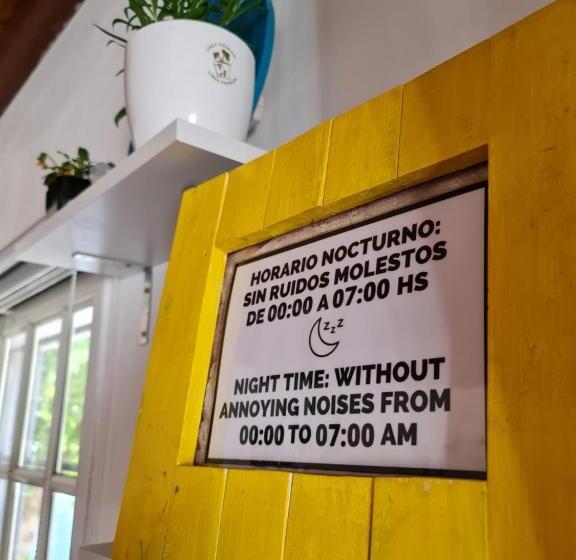 HORARIO NOCTURNO:
SIN RUIDOS MOLESTOS
DE 00:00 A 07:00 HS
zzz
NIGHT TIME: WITHOUT
ANNOYING NOISES FROM
00:00 TO 07:00 AM